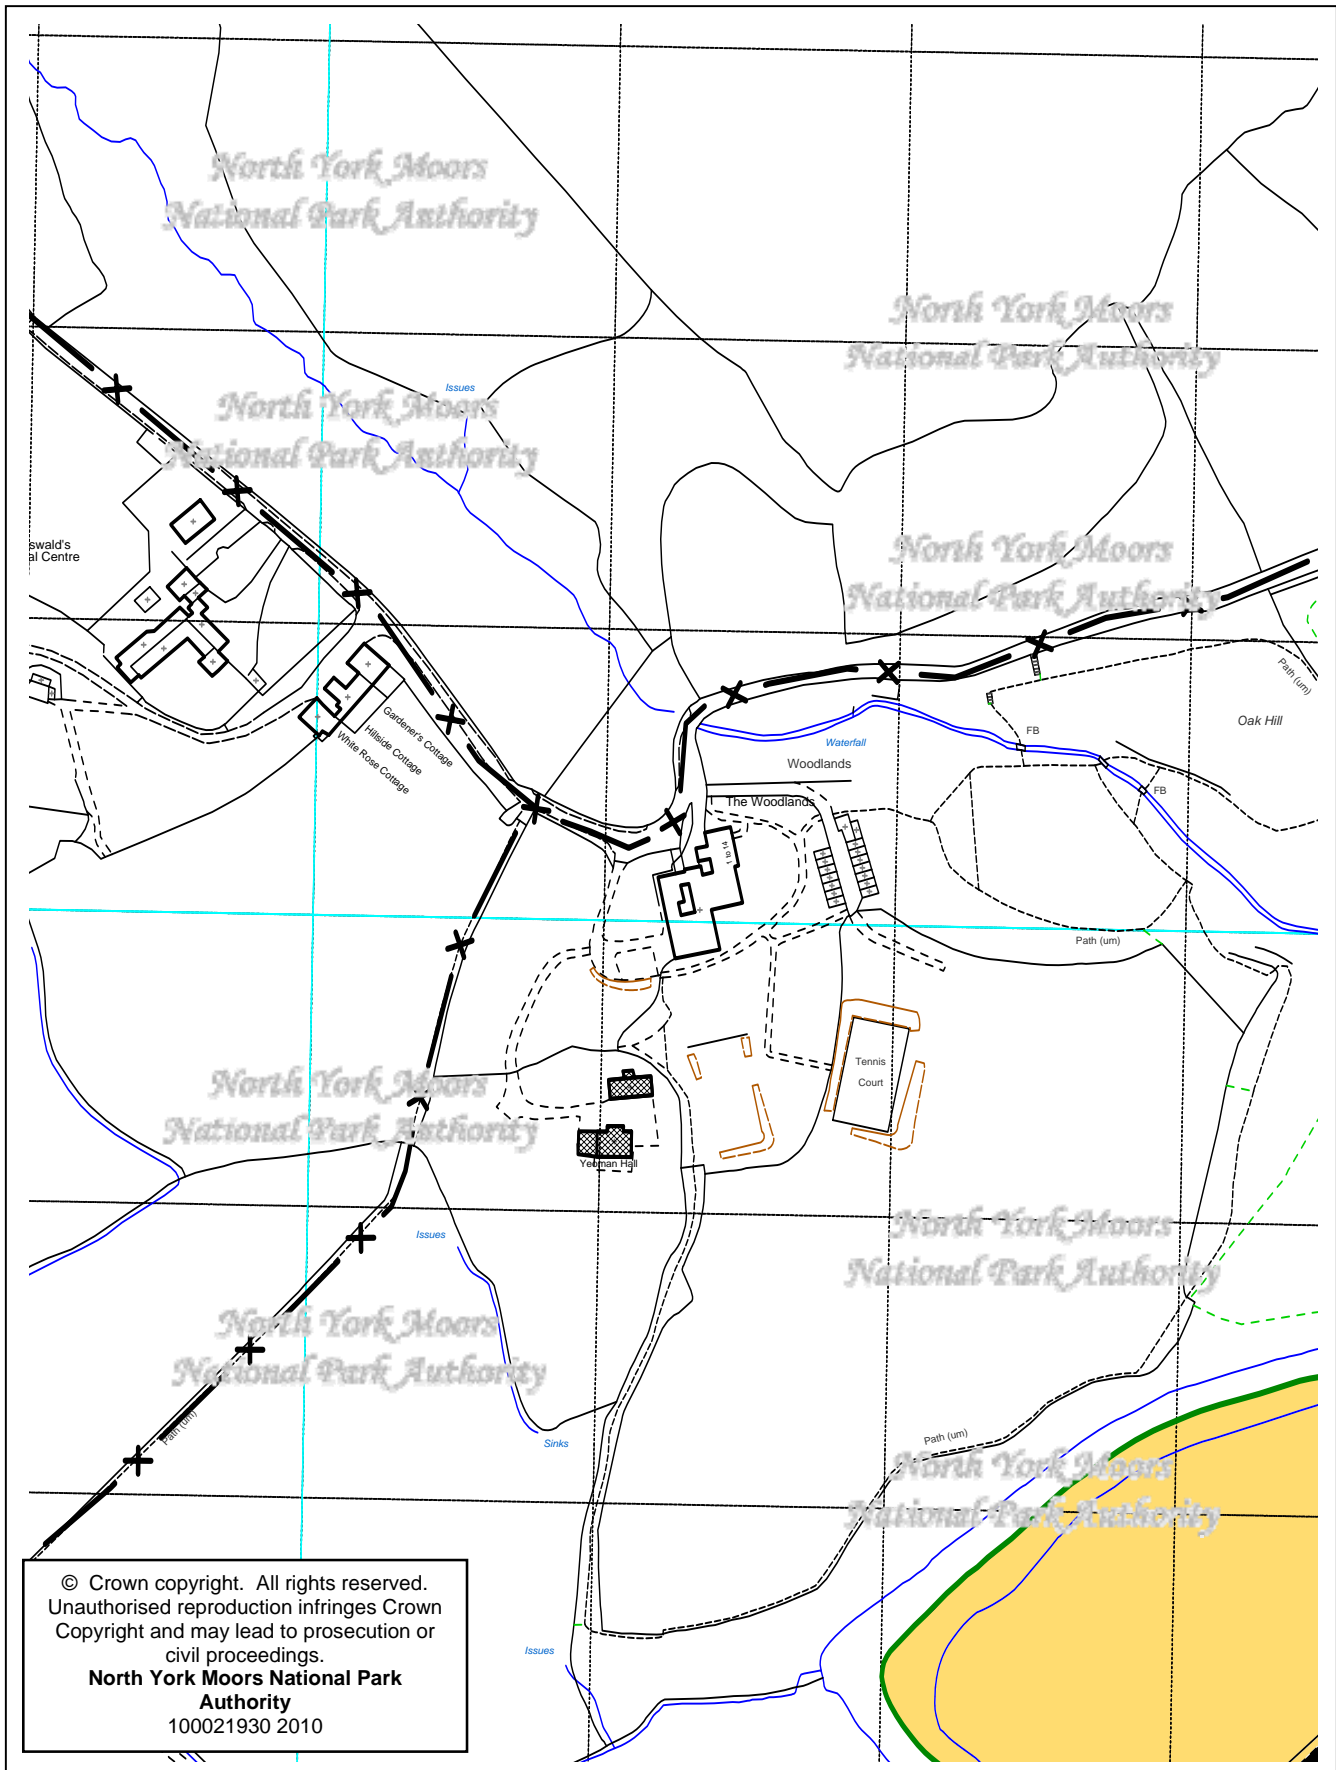 North York Moors
National Park Authority
North York Moors
National Park Authority
Issues
North York Moors
National Park Authority
North York Moors
National Park Authority
swald's
al Centre
Path (um)
Oak Hill
FB
Gardener's Cottage
Hillside Cottage
White Rose Cottage
Waterfall
Woodlands
The Woodlands
FB
1 to 14
Path (um)
Tennis
Court
North York Moors
National Park Authority
Yeoman Hall
North York Moors
National Park Authority
Issues
North York Moors
National Park Authority
Path (um)
Sinks
Path (um)
North York Moors
National Park Authority
Issues
© Crown copyright. All rights reserved.
Unauthorised reproduction infringes Crown
Copyright and may lead to prosecution or
civil proceedings.
North York Moors National Park
Authority
100021930 2010